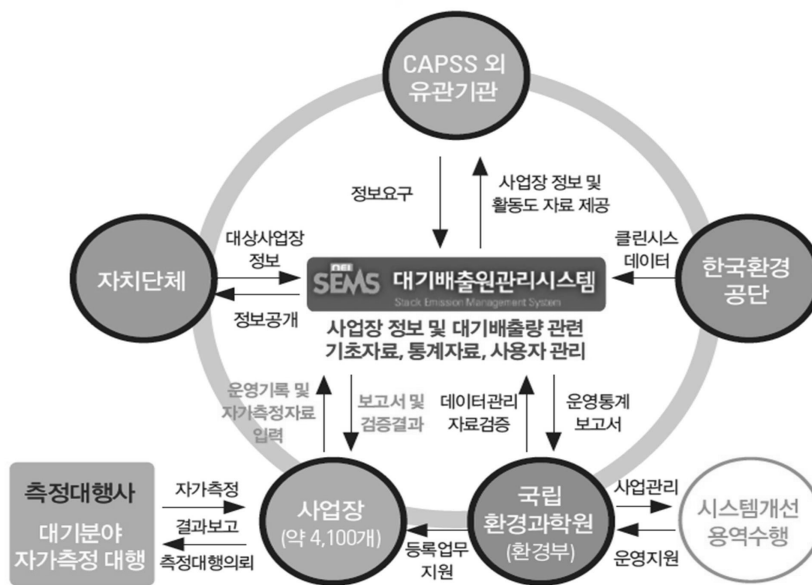 CAPSS 외
유관기관
정보요구
사업장 정보 및
활동도 자료 제공
자치단체
대상사업장
정보
정보공개
SEMS 대기배출원관리시스템
Stack Emission Management System
클린시스
데이터
한국환경
공단
사업장 정보 및 대기배출량 관련
기초자료, 통계자료, 사용자 관리
운영기록 및
자가측정자료
입력
보고서 및
검증결과
데이터관리
자료검증
운영통계
보고서
측정대행사
대기분야
자가측정 대행
자가측정
결과보고
측정대행의뢰
사업장
(약 4,100개)
등록업무
지원
국립
환경과학원
(환경부)
사업관리
운영지원
시스템개선
용역수행